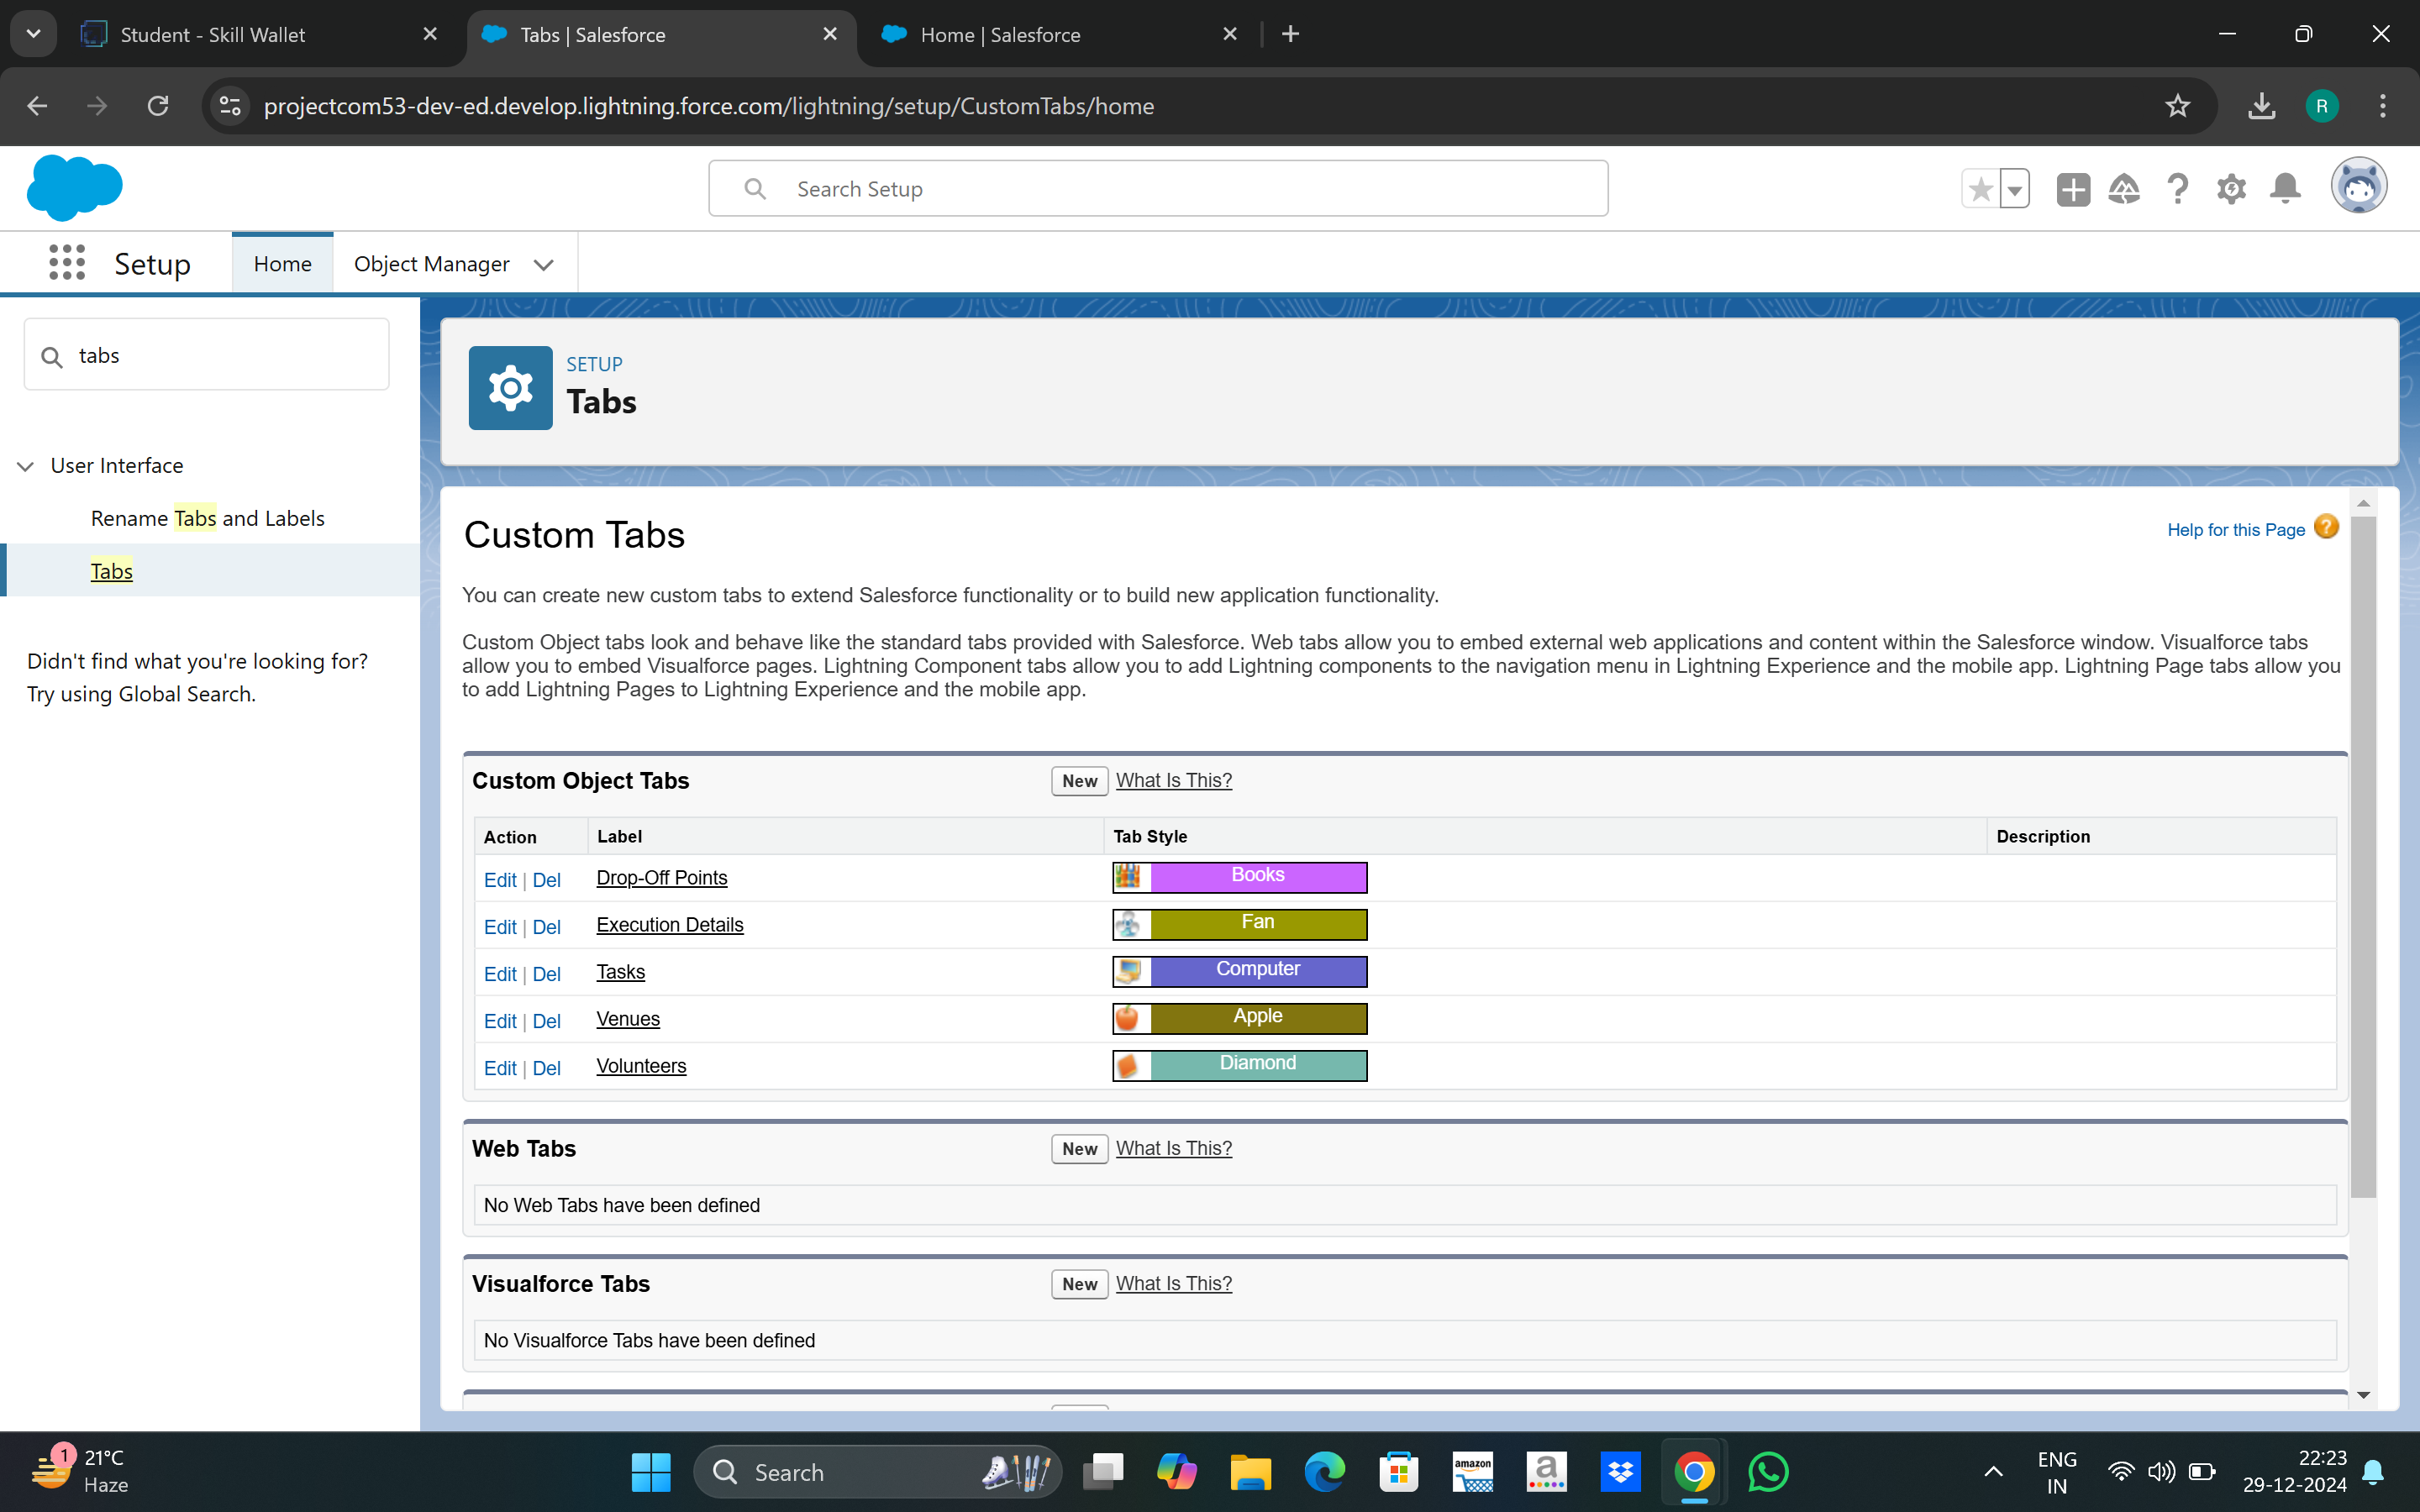 Student - Skill Wallet
Tabs | Salesforce
Home | Salesforce
projectcom53-dev-ed.develop.lightning.force.com/lightning/setup/CustomTabs/home
R
Search Setup
Setup
Home
Object Manager
tabs
SETUP
Tabs
User Interface
Rename Tabs and Labels
Tabs
Didn't find what you're looking for?
Try using Global Search.
Custom Tabs
Help for this Page
You can create new custom tabs to extend Salesforce functionality or to build new application functionality.
Custom Object tabs look and behave like the standard tabs provided with Salesforce. Web tabs allow you to embed external web applications and content within the Salesforce window. Visualforce tabs
allow you to embed Visualforce pages. Lightning Component tabs allow you to add Lightning components to the navigation menu in Lightning Experience and the mobile app. Lightning Page tabs allow you
to add Lightning Pages to Lightning Experience and the mobile app.
Custom Object Tabs New What Is This?
Action Label Tab Style Description
Edit | Del Drop-Off Points Books
Edit | Del Execution Details Fan
Edit | Del Tasks Computer
Edit | Del Venues Apple
Edit | Del Volunteers Diamond
Web Tabs New What Is This?
No Web Tabs have been defined
Visualforce Tabs New What Is This?
No Visualforce Tabs have been defined
1
21°C
Haze
Search
amazon
a
ENG
IN
22:23
29-12-2024